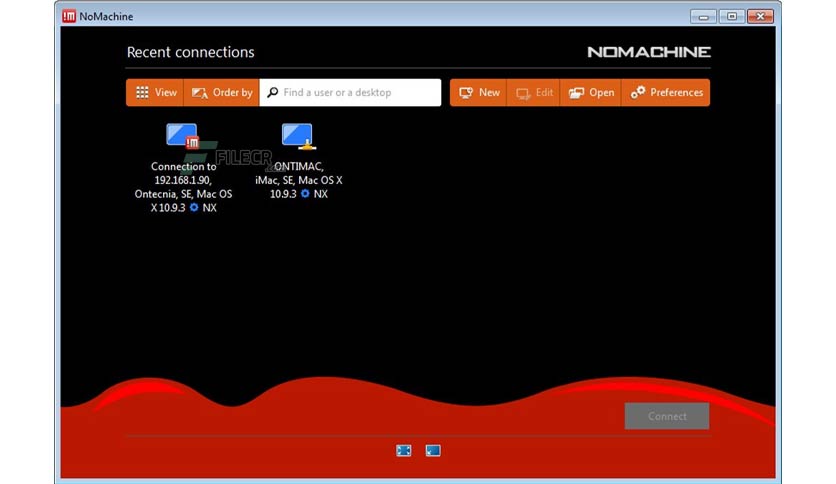 NoMachine
Recent connections
NOMACHINE
View
Order by
Find a user or a desktop
New
Edit
Open
Preferences
FILECR
Connection to
192.168.1.90,
Ontecnia, SE, Mac OS
X 10.9.3 NX
ONTIMAC,
iMac, SE, Mac OS X
10.9.3 NX
Connect